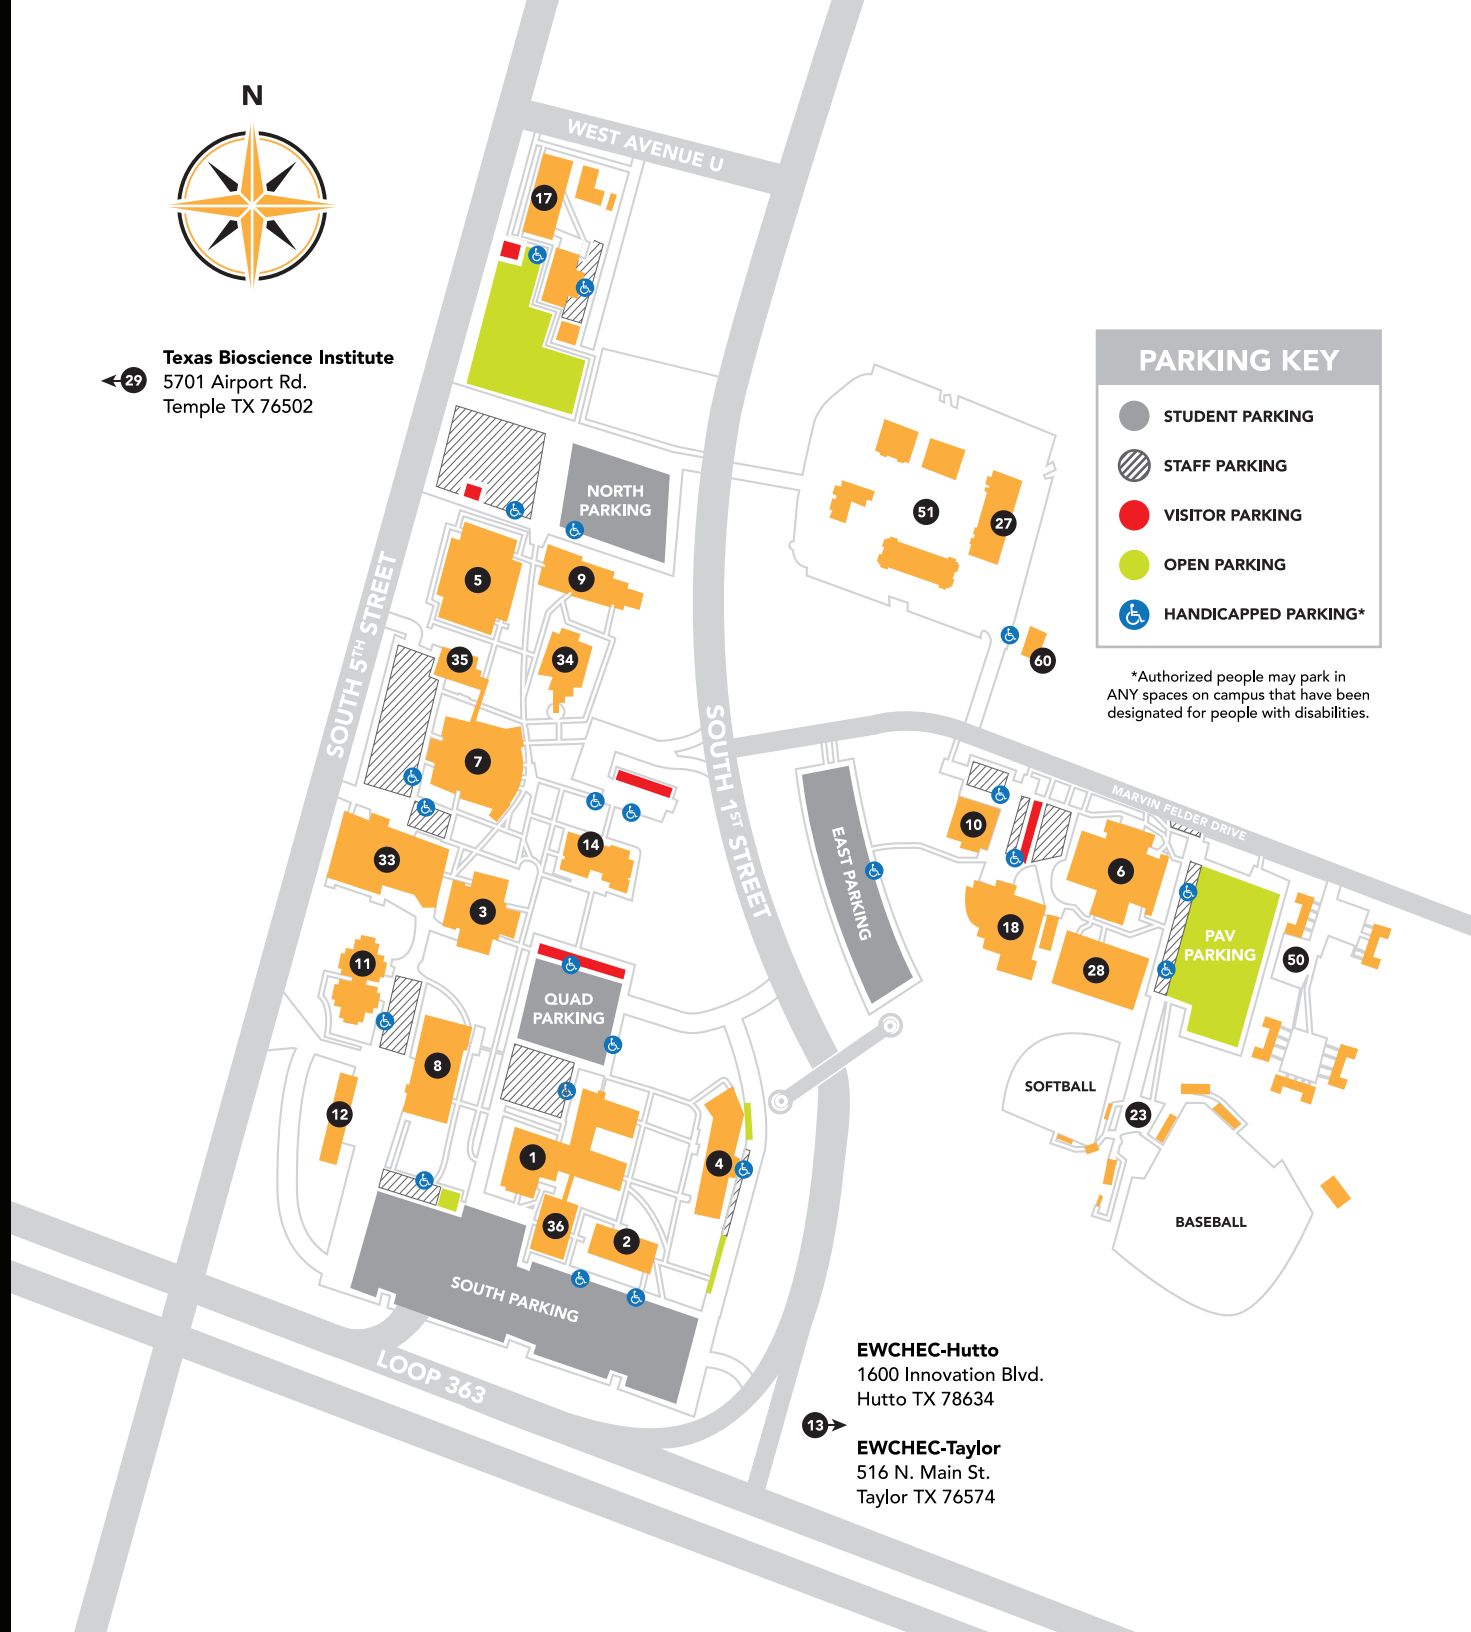 N
WEST AVENUE U
17
Texas Bioscience Institute
29
5701 Airport Rd.
Temple TX 76502
PARKING KEY
STUDENT PARKING
STAFF PARKING
VISITOR PARKING
OPEN PARKING
HANDICAPPED PARKING*
*Authorized people may park in
ANY spaces on campus that have been
designated for people with disabilities.
NORTH
PARKING
51
27
5
9
60
35
34
SOUTH 5TH STREET
SOUTH 1ST STREET
7
MARVIN FELDER DRIVE
10
14
33
EAST PARKING
6
3
18
PAV
PARKING
50
11
28
QUAD
PARKING
8
SOFTBALL
12
23
1
4
36
2
BASEBALL
SOUTH PARKING
LOOP 363
EWCHEC-Hutto
1600 Innovation Blvd.
Hutto TX 78634
13
EWCHEC-Taylor
516 N. Main St.
Taylor TX 76574